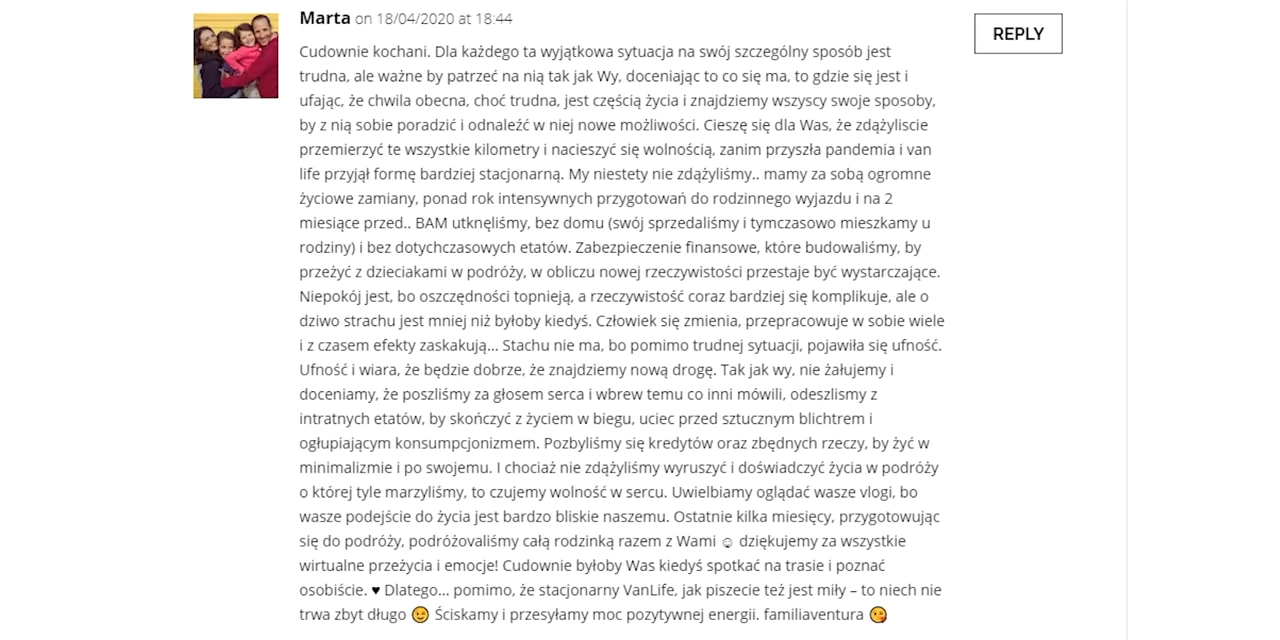 Marta on 18/04/2020 at 18:44
REPLY
Cudownie kochani. Dla każdego ta wyjątkowa sytuacja na swój szczególny sposób jest
trudna, ale ważne by patrzeć na nią tak jak Wy, doceniając to co się ma, to gdzie się jest i
ufając, że chwila obecna, choć trudna, jest częścią życia i znajdziemy wszyscy swoje sposoby,
by z nią sobie poradzić i odnaleźć w niej nowe możliwości. Cieszę się dla Was, że zdążyliscie
przemierzyć te wszystkie kilometry i nacieszyć się wolnością, zanim przyszła pandemia i van
life przyjął formę bardziej stacjonarną. My niestety nie zdążyliśmy.. mamy za sobą ogromne
życiowe zamiany, ponad rok intensywnych przygotowań do rodzinnego wyjazdu i na 2
miesiące przed.. BAM utknęliśmy, bez domu (swój sprzedaliśmy i tymczasowo mieszkamy u
rodziny) i bez dotychczasowych etatów. Zabezpieczenie finansowe, które budowaliśmy, by
przeżyć z dzieciakami w podróży, w obliczu nowej rzeczywistości przestaje być wystarczające.
Niepokój jest, bo oszczędności topnieją, a rzeczywistość coraz bardziej się komplikuje, ale o
dziwo strachu jest mniej niż byłoby kiedyś. Człowiek się zmienia, przepracowuje w sobie wiele
i z czasem efekty zaskakują... Stachu nie ma, bo pomimo trudnej sytuacji, pojawiła się ufność.
Ufność i wiara, że będzie dobrze, że znajdziemy nową drogę. Tak jak wy, nie żałujemy i
doceniamy, że poszliśmy za głosem serca i wbrew temu co inni mówili, odeszlismy z
intratnych etatów, by skończyć z życiem w biegu, uciec przed sztucznym blichtrem i
ogłupiającym konsumpcjonizmem. Pozbyliśmy się kredytów oraz zbędnych rzeczy, by żyć w
minimalizmie i po swojemu. I chociaż nie zdążyliśmy wyruszyć i doświadczyć życia w podróży
o której tyle marzyliśmy, to czujemy wolność w sercu. Uwielbiamy oglądać wasze vlogi, bo
wasze podejście do życia jest bardzo bliskie naszemu. Ostatnie kilka miesięcy, przygotowując
się do podróży, podróżovaliśmy całą rodzinką razem z Wami ☺ dziękujemy za wszystkie
wirtualne przeżycia i emocje! Cudownie byłoby Was kiedyś spotkać na trasie i poznać
osobiście. ♥ Dlatego... pomimo, że stacjonarny VanLife, jak piszecie też jest miły – to niech nie
trwa zbyt długo 😉 Ściskamy i przesyłamy moc pozytywnej energii. familiaventura 😘